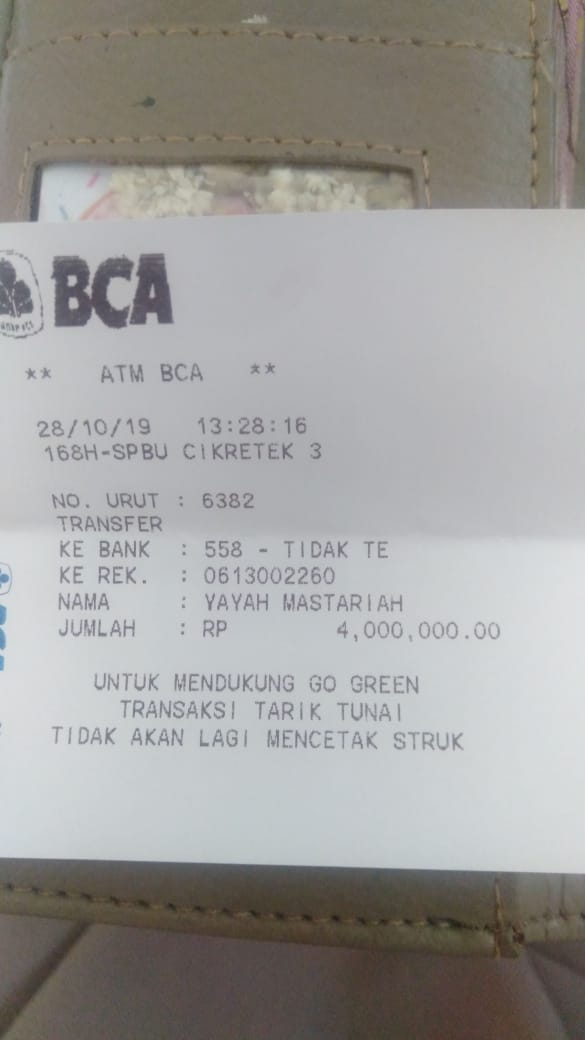 BCA
** ATM BCA **
28/10/19 13:28:16
168H-SPBU CIKRETEK 3
NO. URUT : 6382
TRANSFER
KE BANK : 558 - TIDAK TE
KE REK. : 0613002260
NAMA : YAYAH MASTARIAH
JUMLAH : RP 4,000,000.00
UNTUK MENDUKUNG GO GREEN
TRANSAKSI TARIK TUNAI
TIDAK AKAN LAGI MENCETAK STRUK